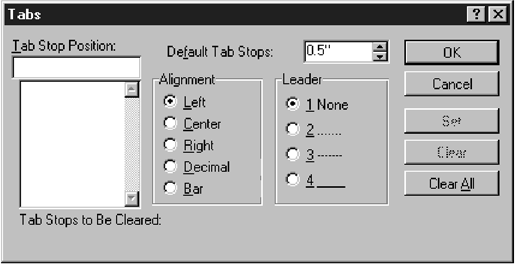 Tabs
Tab Stop Position:
Default Tab Stops: 0.5"
OK
Cancel
Set
Clear
Clear All
Alignment
Left
Center
Right
Decimal
Bar
Leader
1 None
2 .......
3 -------
4 ____
Tab Stops to Be Cleared: